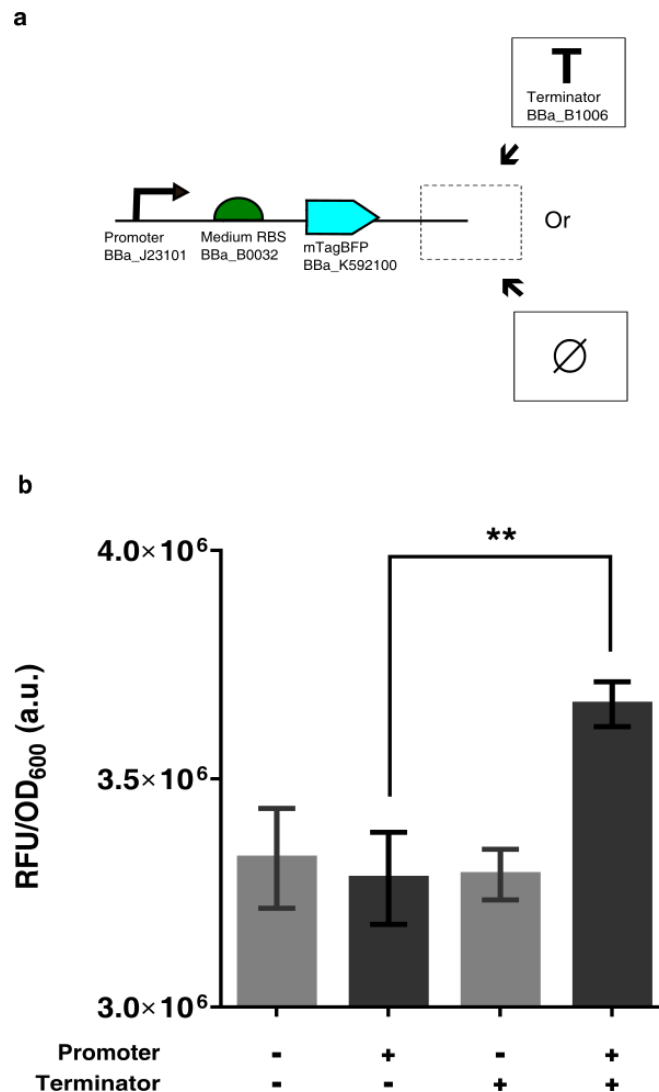 a
T
Terminator
BBa_B1006
Promoter
BBa_J23101
Medium RBS
BBa_B0032
mTagBFP
BBa_K592100
Or
∅
b
**
RFU/OD600 (a.u.)
4.0×10⁶
3.5×10⁶
3.0×10⁶
Promoter - + - +
Terminator - - + +